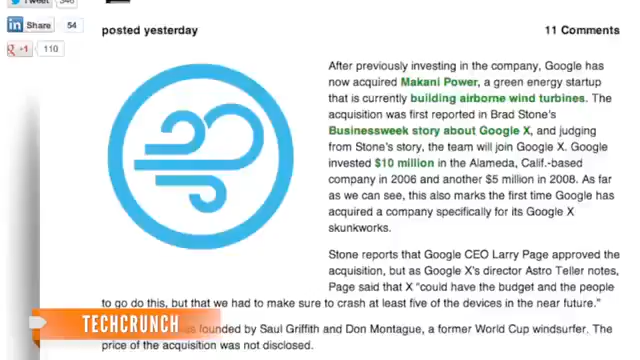 Tweet 346
in Share 54
g +1 110
posted yesterday
11 Comments
After previously investing in the company, Google has
now acquired Makani Power, a green energy startup
that is currently building airborne wind turbines. The
acquisition was first reported in Brad Stone's
Businessweek story about Google X, and judging
from Stone's story, the team will join Google X. Google
invested $10 million in the Alameda, Calif.-based
company in 2006 and another $5 million in 2008. As far
as we can see, this also marks the first time Google has
acquired a company specifically for its Google X
skunkworks.
Stone reports that Google CEO Larry Page approved the
acquisition, but as Google X's director Astro Teller notes,
Page said that X "could have the budget and the people
to go do this, but that we had to make sure to crash at least five of the devices in the near future."
founded by Saul Griffith and Don Montague, a former World Cup windsurfer. The
price of the acquisition was not disclosed.
TECHCRUNCH